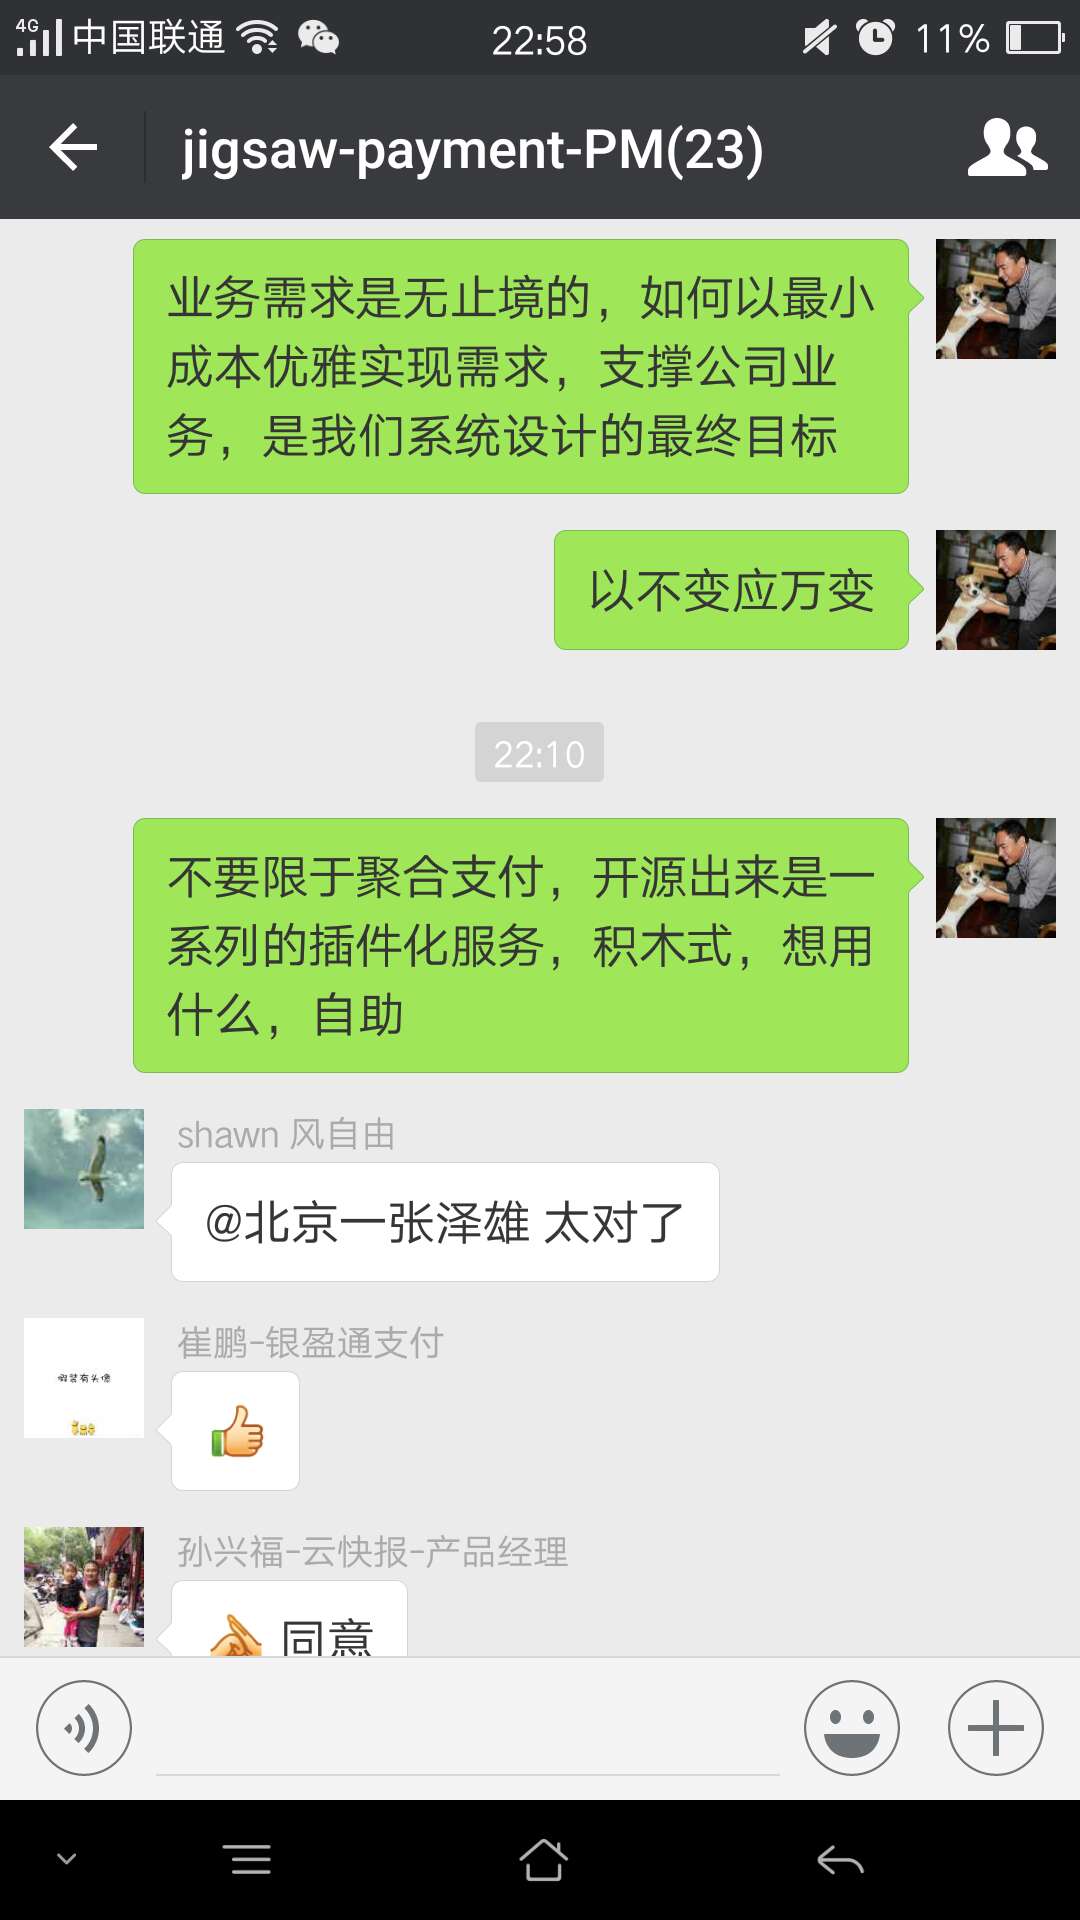 4G 中国联通 22:58 11%
jigsaw-payment-PM(23)
业务需求是无止境的，如何以最小
成本优雅实现需求，支撑公司业
务，是我们系统设计的最终目标
以不变应万变
22:10
不要限于聚合支付，开源出来是一
系列的插件化服务，积木式，想用
什么，自助
shawn 风自由
@北京一张泽雄 太对了
崔鹏-银盈通支付
假装有头像
孙兴福-云快报-产品经理
同意